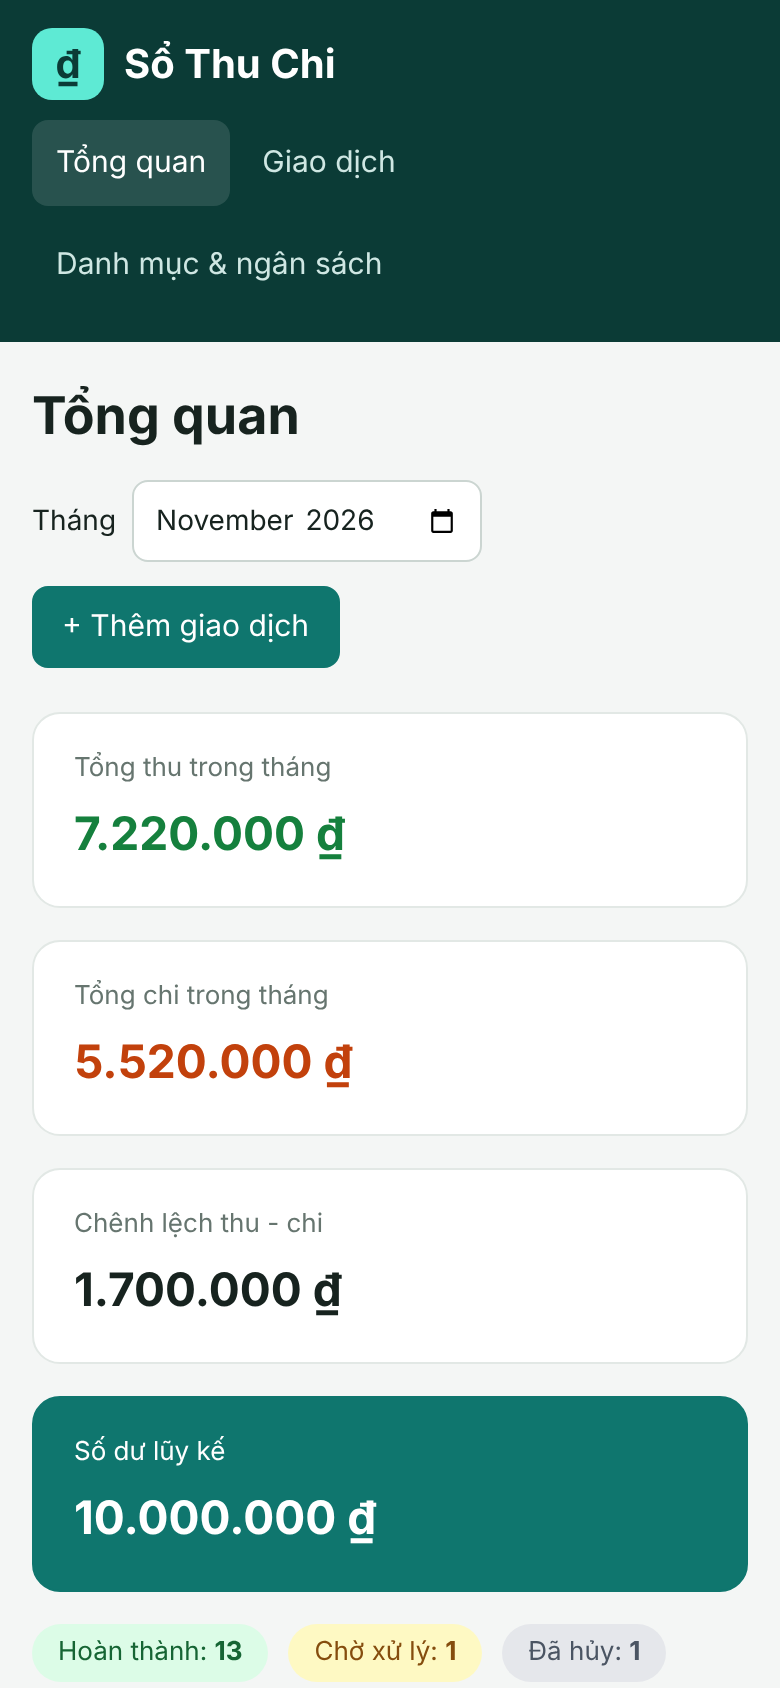 ₫ Sổ Thu Chi
Tổng quan Giao dịch
Danh mục & ngân sách
Tổng quan
Tháng November 2026
+ Thêm giao dịch
Tổng thu trong tháng
7.220.000 ₫
Tổng chi trong tháng
5.520.000 ₫
Chênh lệch thu - chi
1.700.000 ₫
Số dư lũy kế
10.000.000 ₫
Hoàn thành: 13 Chờ xử lý: 1 Đã hủy: 1